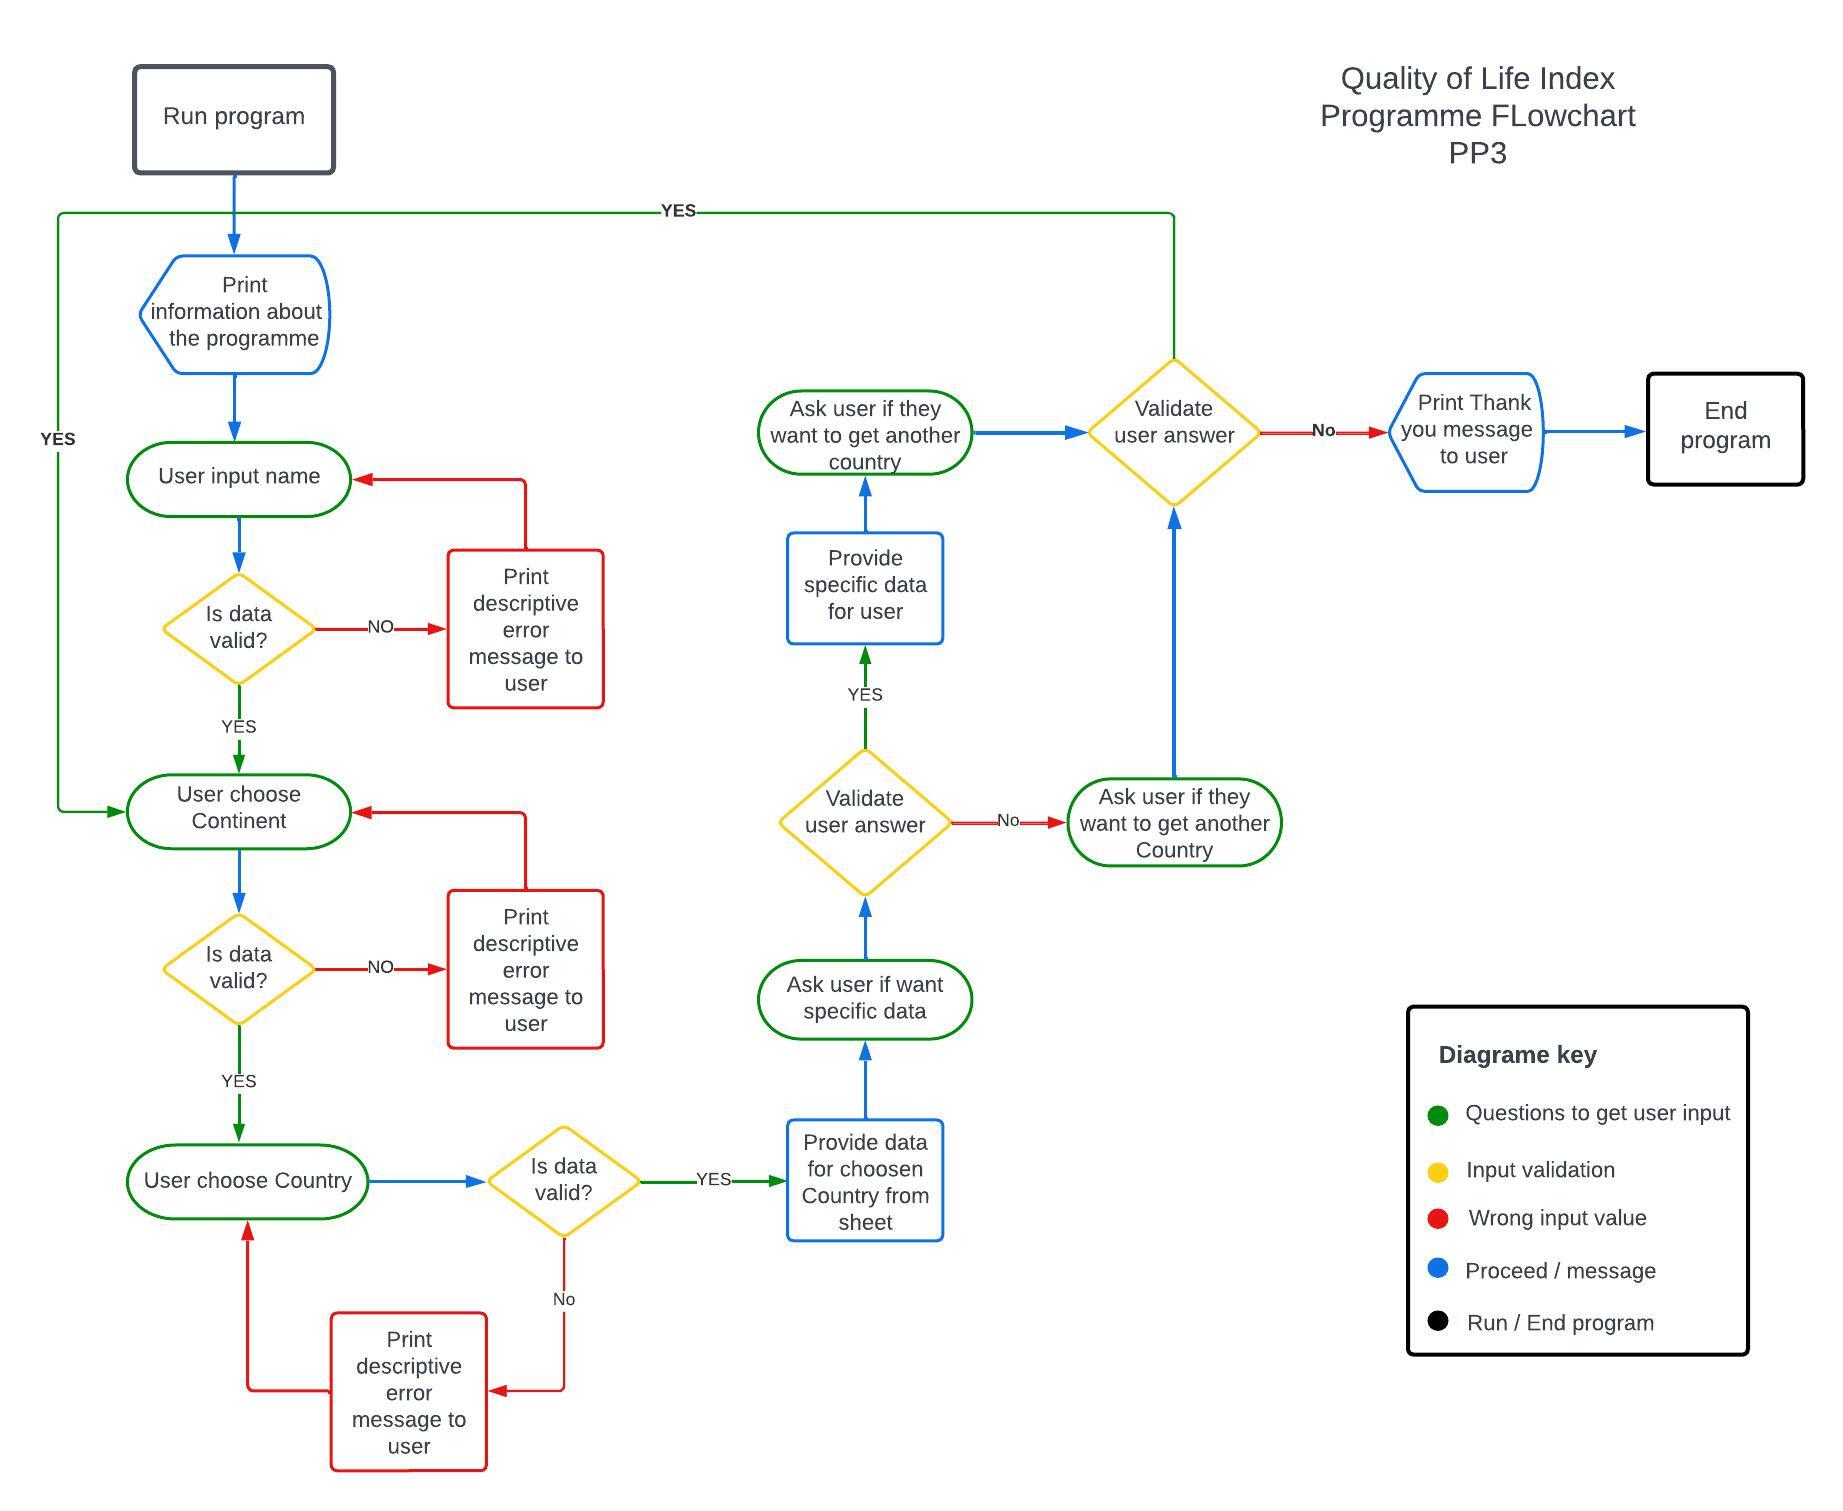 Quality of Life Index
Programme FLowchart
PP3
Run program
YES
YES
Print
information about
the programme
User input name
Is data
valid?
NO
Print
descriptive
error
message to
user
YES
User choose
Continent
Is data
valid?
NO
Print
descriptive
error
message to
user
YES
User choose Country
Is data
valid?
No
Print
descriptive
error
message to
user
YES
Provide data
for choosen
Country from
sheet
Ask user if want
specific data
Validate
user answer
No
Ask user if they
want to get another
Country
YES
Provide
specific data
for user
Ask user if they
want to get another
country
Validate
user answer
No
Print Thank
you message
to user
End
program
Diagrame key
Questions to get user input
Input validation
Wrong input value
Proceed / message
Run / End program